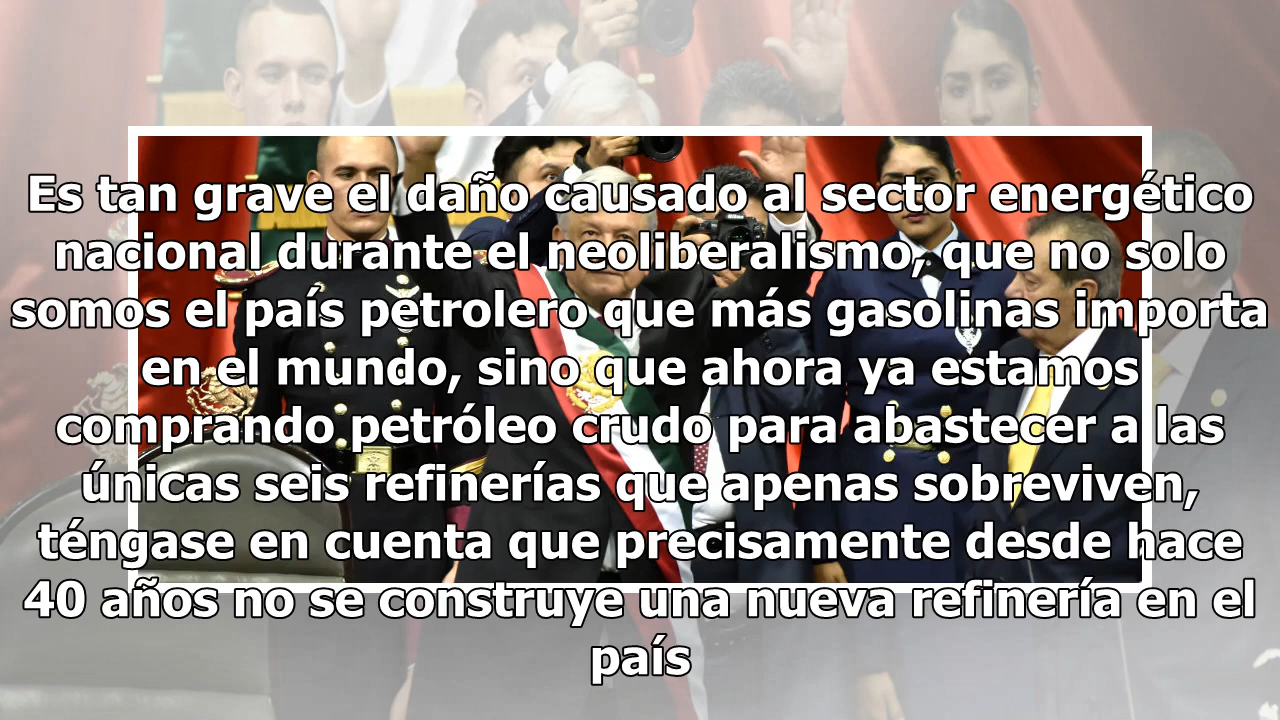 Es tan grave el daño causado al sector energético
nacional durante el neoliberalismo, que no solo
somos el país petrolero que más gasolinas importa
en el mundo, sino que ahora ya estamos
comprando petróleo crudo para abastecer a las
únicas seis refinerías que apenas sobreviven,
téngase en cuenta que precisamente desde hace
40 años no se construye una nueva refinería en el
país